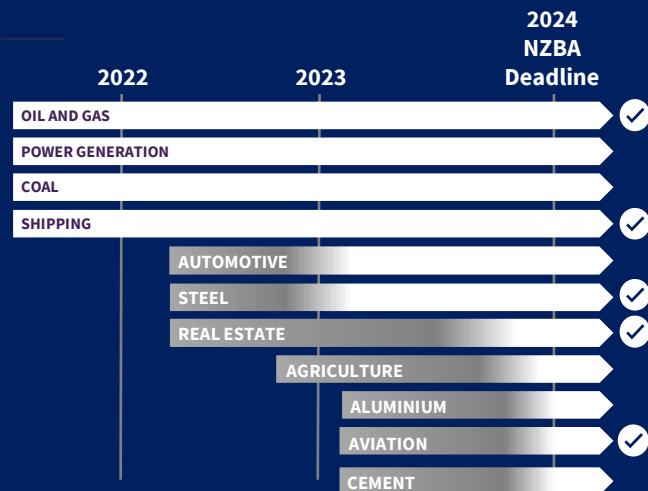 2024
NZBA
2022 2023 Deadline
OIL AND GAS
POWER GENERATION
COAL
SHIPPING
AUTOMOTIVE
STEEL
REAL ESTATE
AGRICULTURE
ALUMINIUM
AVIATION
CEMENT